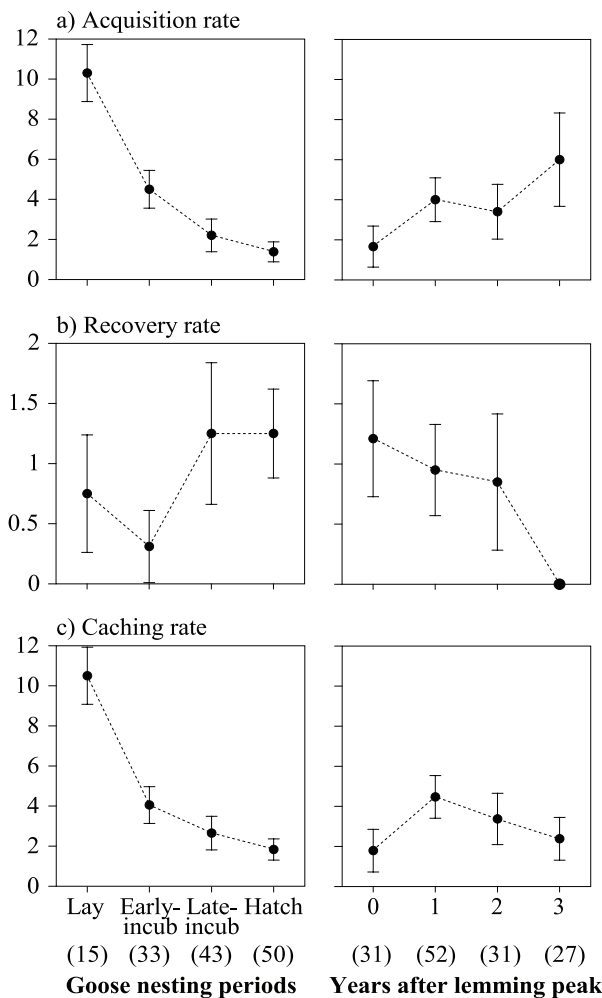 a) Acquisition rate
12
10
8
6
4
2
0
b) Recovery rate
2
1.5
1
0.5
0
c) Caching rate
12
10
8
6
4
2
0
Lay Early-incub Late-incub Hatch
0 1 2 3
(15) (33) (43) (50)
(31) (52) (31) (27)
Goose nesting periods
Years after lemming peak